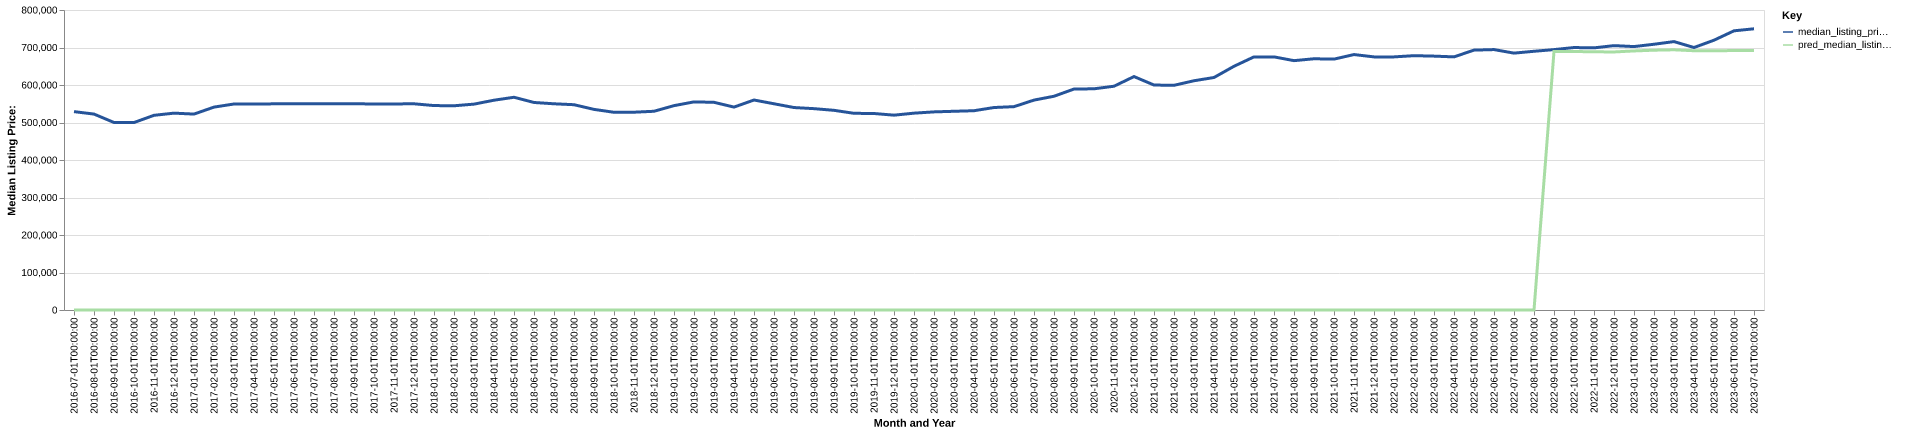 800,000
700,000
600,000
500,000
400,000
300,000
200,000
100,000
0
Median Listing Price:
2016-07-01T00:00:00
2016-08-01T00:00:00
2016-09-01T00:00:00
2016-10-01T00:00:00
2016-11-01T00:00:00
2016-12-01T00:00:00
2017-01-01T00:00:00
2017-02-01T00:00:00
2017-03-01T00:00:00
2017-04-01T00:00:00
2017-05-01T00:00:00
2017-06-01T00:00:00
2017-07-01T00:00:00
2017-08-01T00:00:00
2017-09-01T00:00:00
2017-10-01T00:00:00
2017-11-01T00:00:00
2017-12-01T00:00:00
2018-01-01T00:00:00
2018-02-01T00:00:00
2018-03-01T00:00:00
2018-04-01T00:00:00
2018-05-01T00:00:00
2018-06-01T00:00:00
2018-07-01T00:00:00
2018-08-01T00:00:00
2018-09-01T00:00:00
2018-10-01T00:00:00
2018-11-01T00:00:00
2018-12-01T00:00:00
2019-01-01T00:00:00
2019-02-01T00:00:00
2019-03-01T00:00:00
2019-04-01T00:00:00
2019-05-01T00:00:00
2019-06-01T00:00:00
2019-07-01T00:00:00
2019-08-01T00:00:00
2019-09-01T00:00:00
2019-10-01T00:00:00
2019-11-01T00:00:00
2019-12-01T00:00:00
2020-01-01T00:00:00
2020-02-01T00:00:00
2020-03-01T00:00:00
2020-04-01T00:00:00
2020-05-01T00:00:00
2020-06-01T00:00:00
2020-07-01T00:00:00
2020-08-01T00:00:00
2020-09-01T00:00:00
2020-10-01T00:00:00
2020-11-01T00:00:00
2020-12-01T00:00:00
2021-01-01T00:00:00
2021-02-01T00:00:00
2021-03-01T00:00:00
2021-04-01T00:00:00
2021-05-01T00:00:00
2021-06-01T00:00:00
2021-07-01T00:00:00
2021-08-01T00:00:00
2021-09-01T00:00:00
2021-10-01T00:00:00
2021-11-01T00:00:00
2021-12-01T00:00:00
2022-01-01T00:00:00
2022-02-01T00:00:00
2022-03-01T00:00:00
2022-04-01T00:00:00
2022-05-01T00:00:00
2022-06-01T00:00:00
2022-07-01T00:00:00
2022-08-01T00:00:00
2022-09-01T00:00:00
2022-10-01T00:00:00
2022-11-01T00:00:00
2022-12-01T00:00:00
2023-01-01T00:00:00
2023-02-01T00:00:00
2023-03-01T00:00:00
2023-04-01T00:00:00
2023-05-01T00:00:00
2023-06-01T00:00:00
2023-07-01T00:00:00
Month and Year
Key
median_listing_pri…
pred_median_listin…